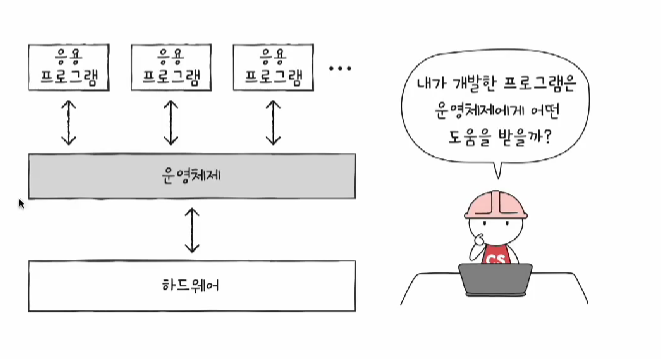 응용
프로그램
응용
프로그램
응용
프로그램
...
운영체제
하드웨어
내가 개발한 프로그램은
운영체제에게 어떤
도움을 받을까?
CS